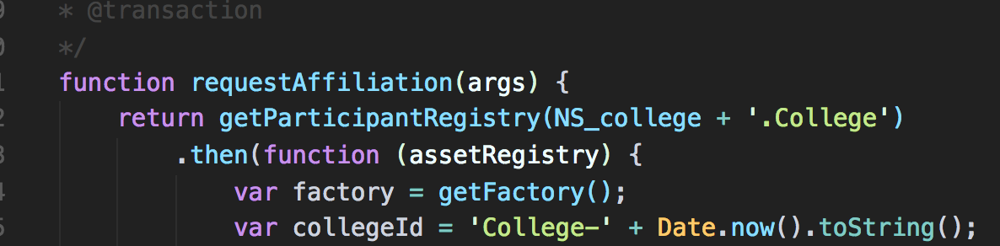 * @transaction
*/
function requestAffiliation(args) {
return getParticipantRegistry(NS_college + '.College')
.then(function (assetRegistry) {
var factory = getFactory();
var collegeId = 'College-' + Date.now().toString();